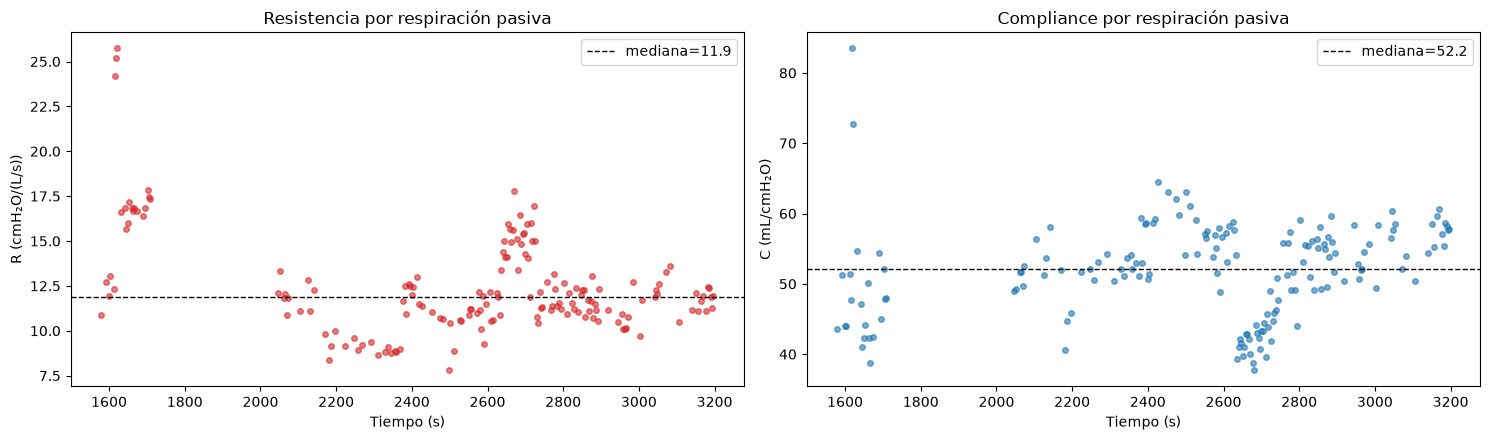 Resistencia por respiración pasiva
mediana=11.9
R (cmH₂O/(L/s))
25.0
22.5
20.0
17.5
15.0
12.5
10.0
7.5
1600 1800 2000 2200 2400 2600 2800 3000 3200
Tiempo (s)
Compliance por respiración pasiva
mediana=52.2
C (mL/cmH₂O)
80
70
60
50
40
1600 1800 2000 2200 2400 2600 2800 3000 3200
Tiempo (s)